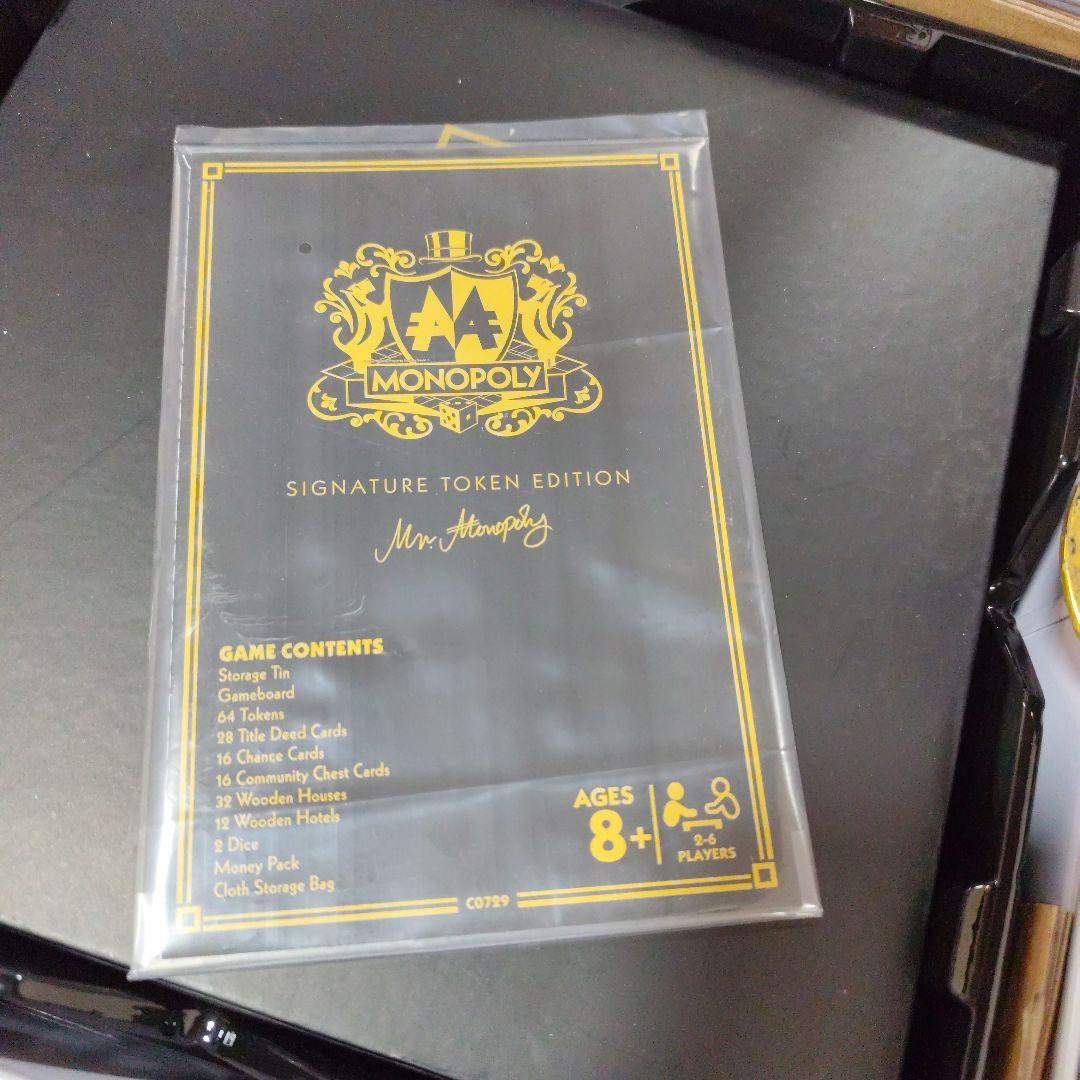 MONOPOLY
SIGNATURE TOKEN EDITION
Mr. Monopoly
GAME CONTENTS
Storage Tin
Gameboard
64 Tokens
28 Title Deed Cards
16 Chance Cards
16 Community Chest Cards
32 Wooden Houses
12 Wooden Hotels
2 Dice
Money Pack
Cloth Storage Bag
AGES
8+
2-6
PLAYERS
C0729